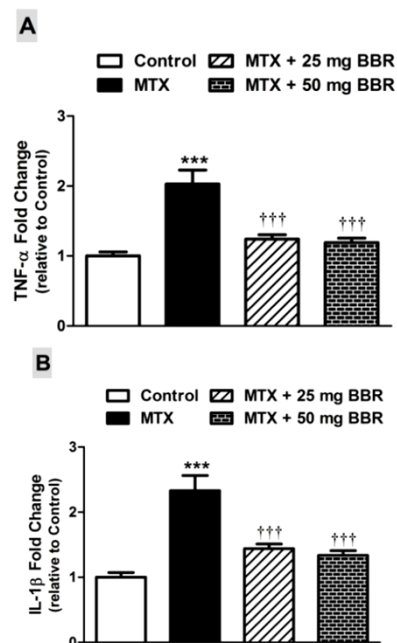 A
Control MTX + 25 mg BBR
MTX MTX + 50 mg BBR
TNF-α Fold Change
(relative to Control)
3
2
1
0
***
†††
†††
B
Control MTX + 25 mg BBR
MTX MTX + 50 mg BBR
IL-1β Fold Change
(relative to Control)
3
2
1
0
***
†††
†††